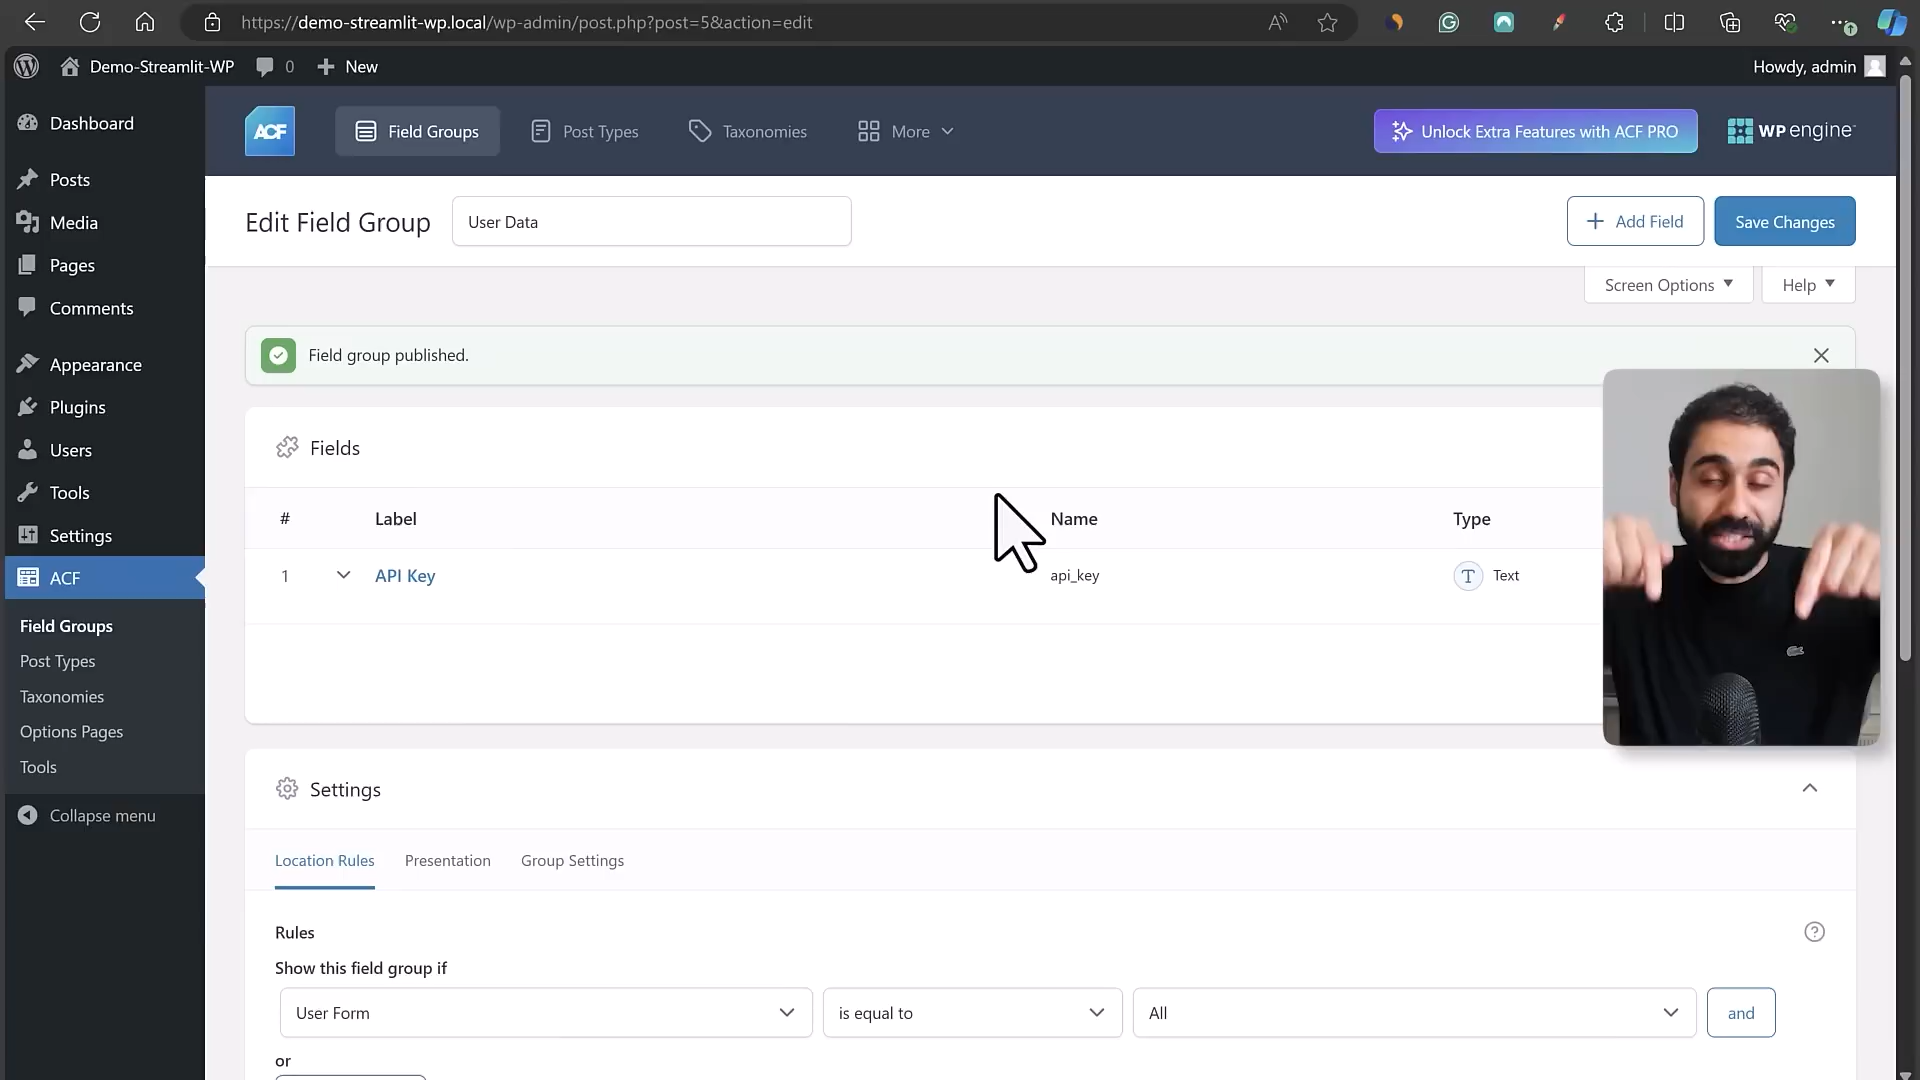 https://demo-streamlit-wp.local/wp-admin/post.php?post=5&action=edit
Demo-Streamlit-WP
0
New
Howdy, admin
Dashboard
Posts
Media
Pages
Comments
Appearance
Plugins
Users
Tools
Settings
ACF
Field Groups
Post Types
Taxonomies
Options Pages
Tools
Collapse menu
ACF
Field Groups
Post Types
Taxonomies
More
Unlock Extra Features with ACF PRO
WP engine
Edit Field Group
User Data
Add Field
Save Changes
Screen Options
Help
Field group published.
Fields
# Label Name Type
1 API Key api_key T Text
Settings
Location Rules Presentation Group Settings
Rules
Show this field group if
User Form is equal to All and
or